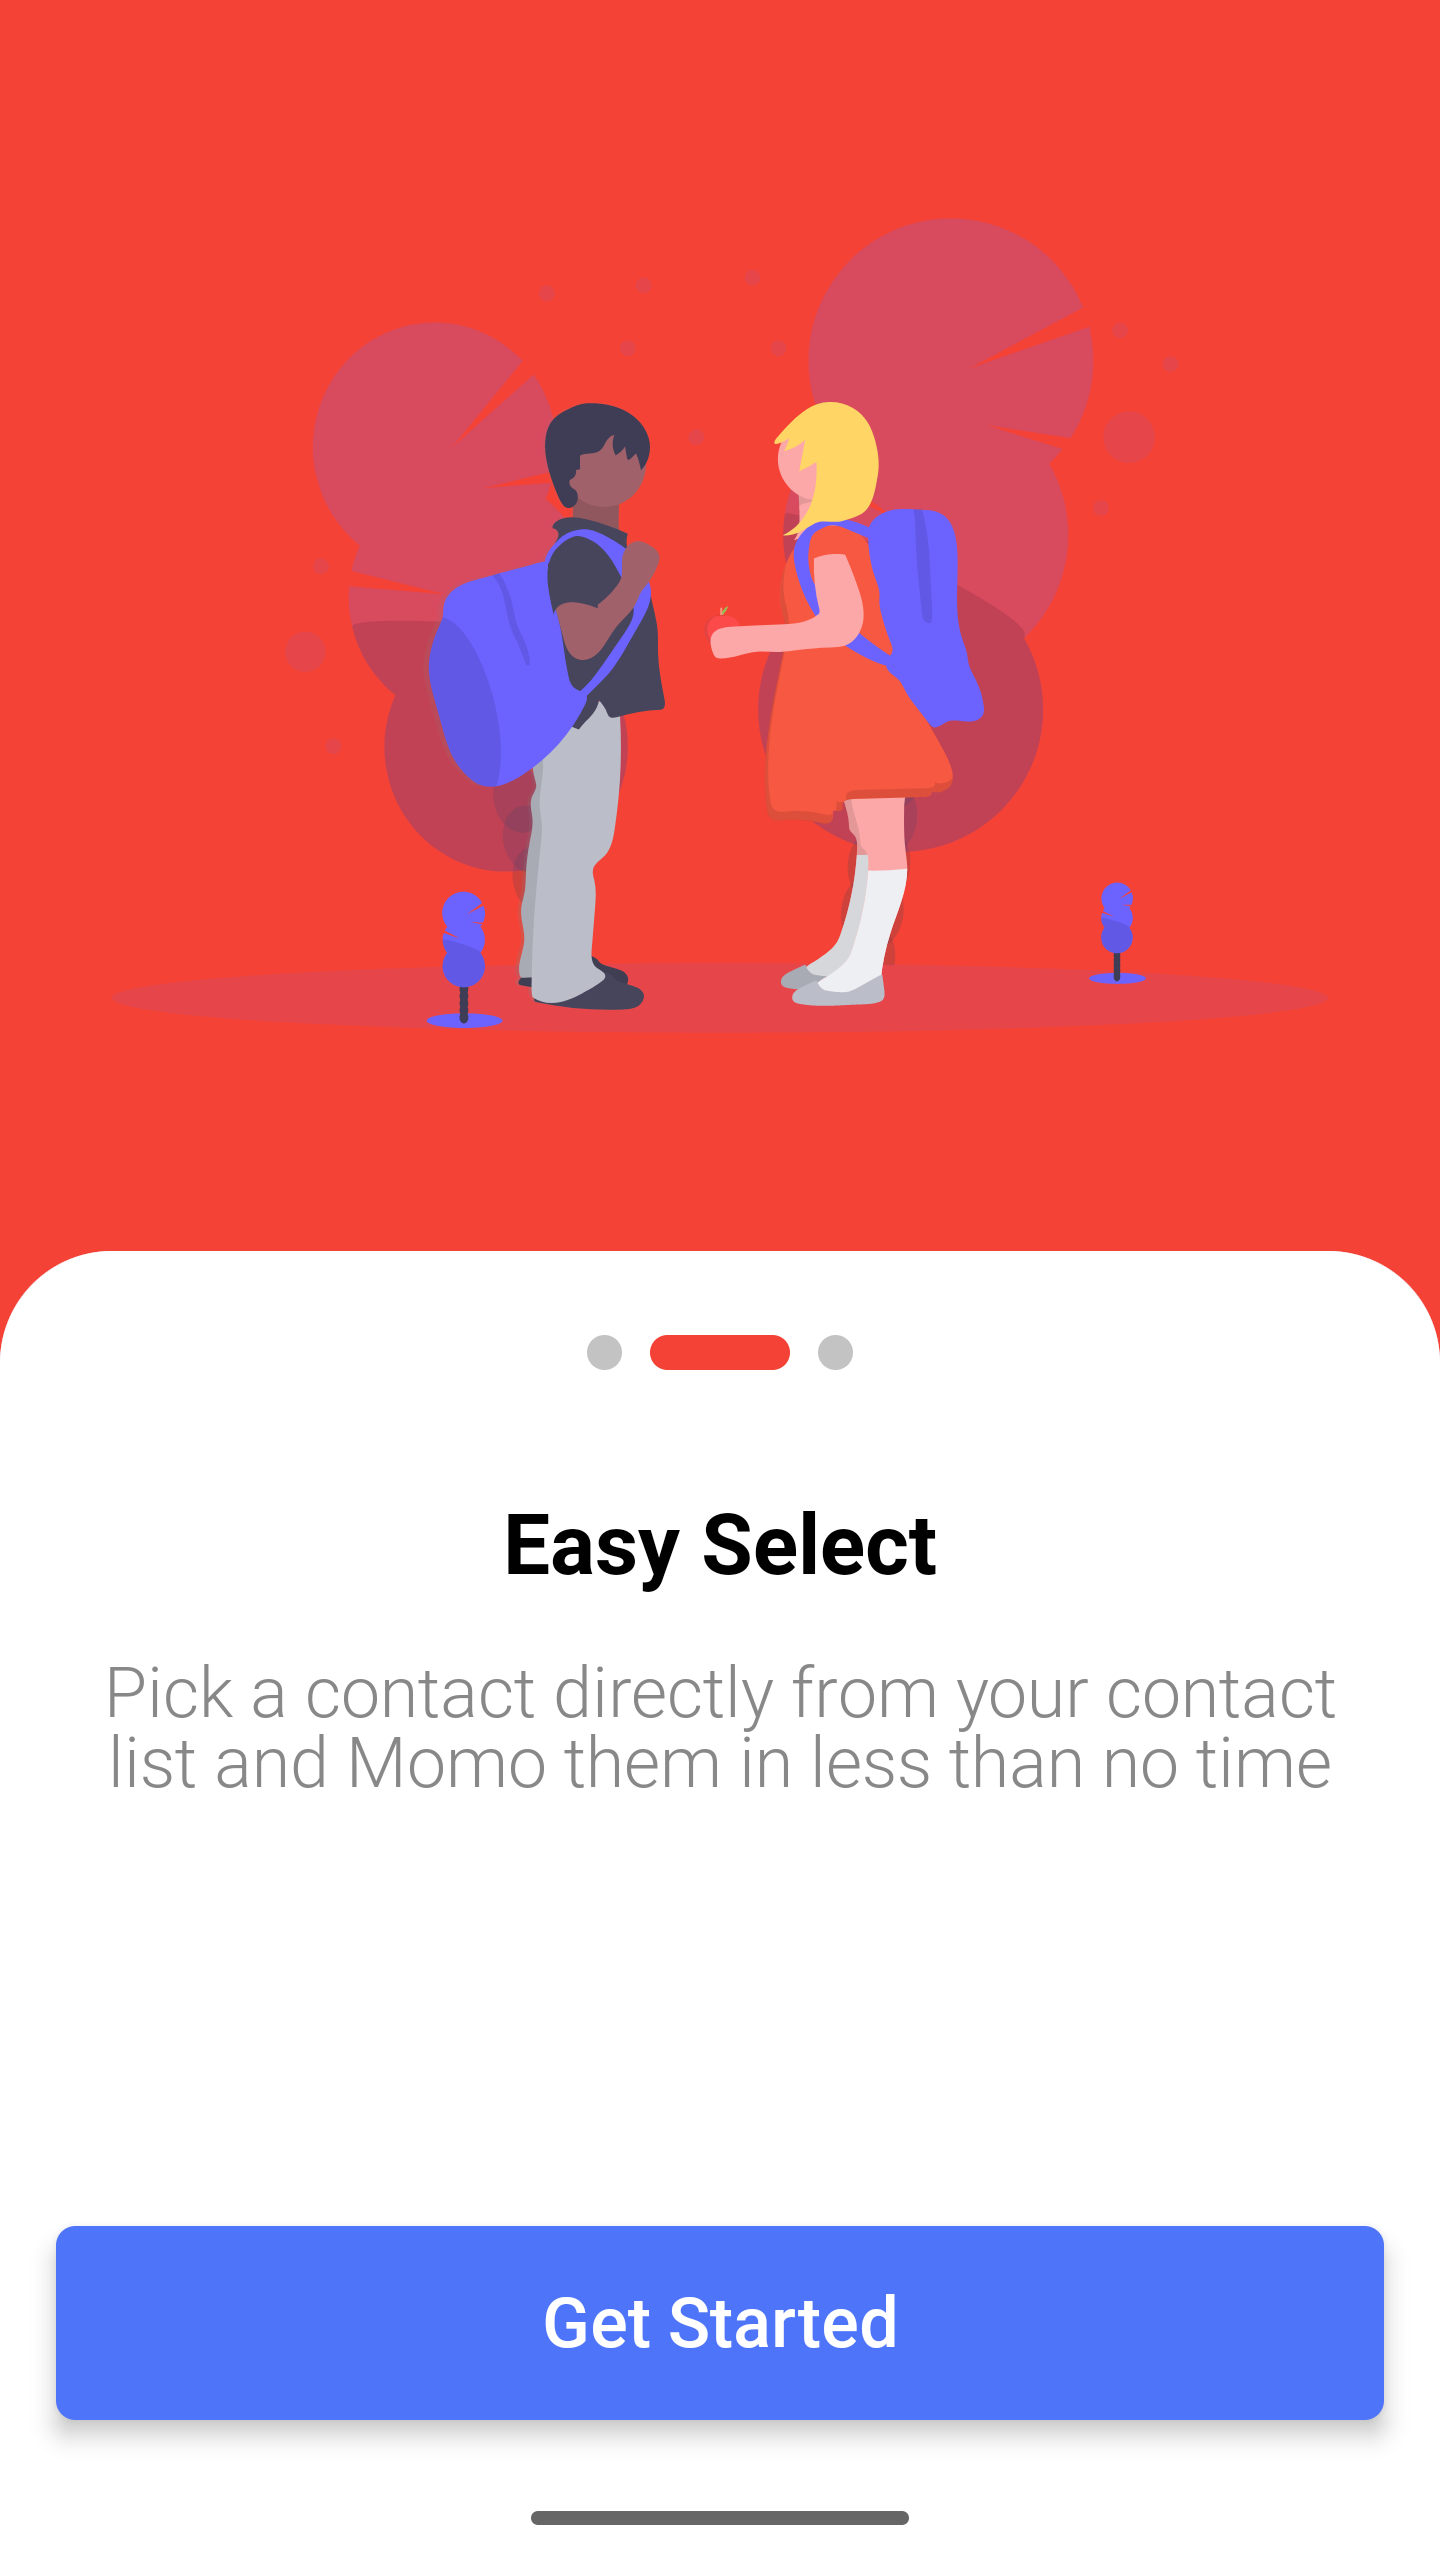 Easy Select
Pick a contact directly from your contact
list and Momo them in less than no time
Get Started